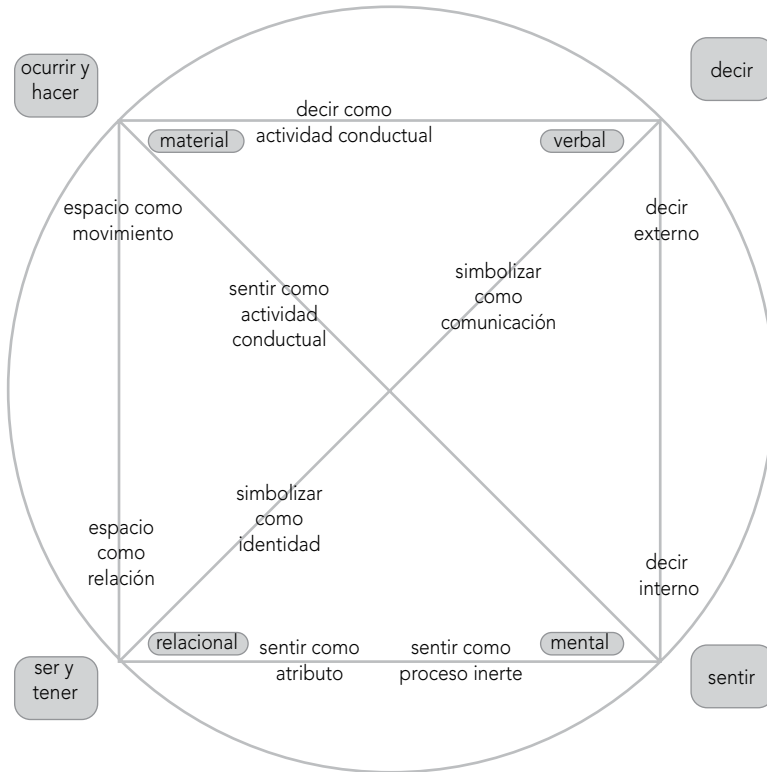 ocurrir y
hacer
decir
decir como
actividad conductual
material
verbal
espacio como
movimiento
decir
externo
sentir como
actividad
conductual
simbolizar
como
comunicación
simbolizar
como
identidad
espacio
como
relación
decir
interno
relacional
mental
sentir como
atributo
sentir como
proceso inerte
ser y
tener
sentir